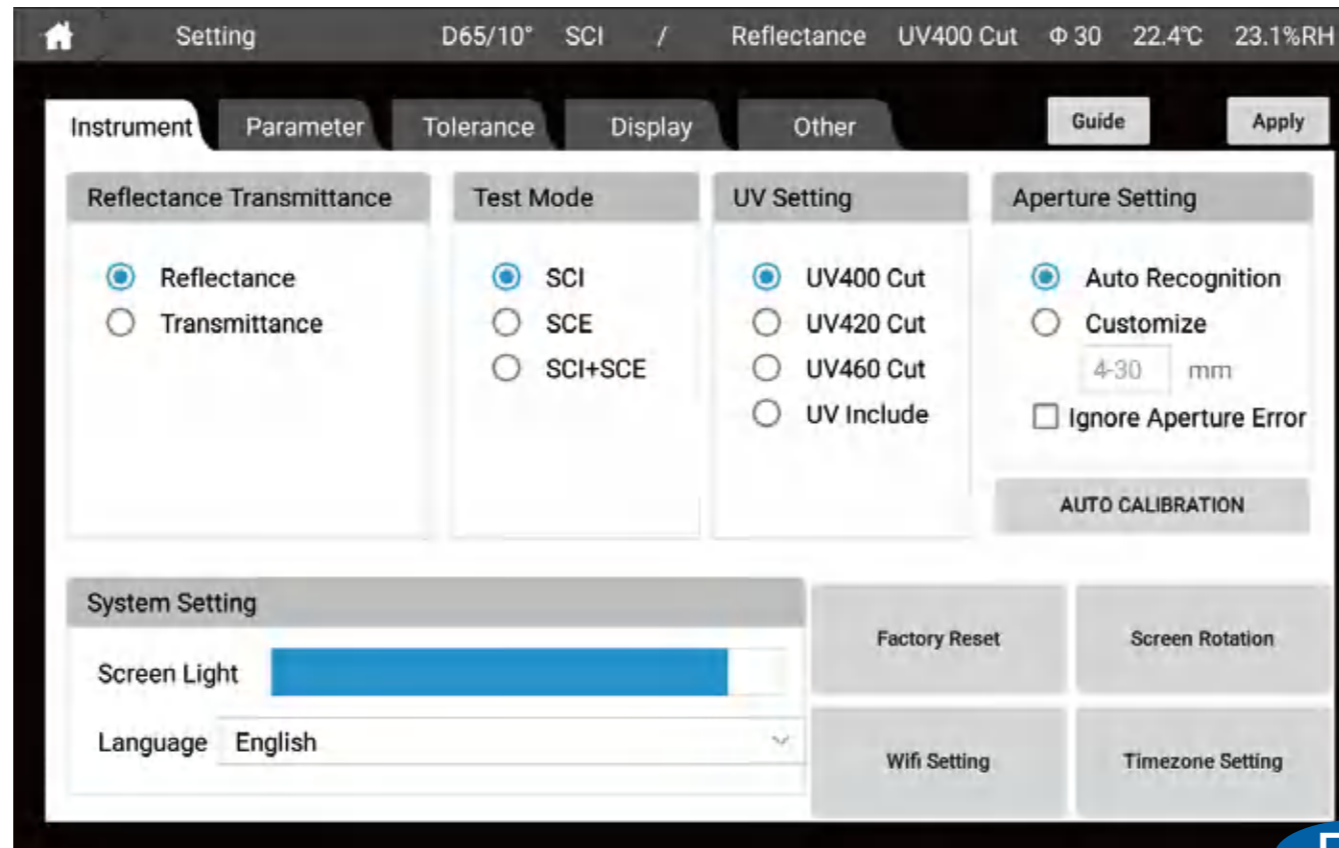 Setting D65/10° SCI / Reflectance UV400 Cut Φ 30 22.4℃ 23.1%RH
Instrument Parameter Tolerance Display Other Guide Apply
Reflectance Transmittance
Reflectance
Transmittance
Test Mode
SCI
SCE
SCI+SCE
UV Setting
UV400 Cut
UV420 Cut
UV460 Cut
UV Include
Aperture Setting
Auto Recognition
Customize
4-30 mm
Ignore Aperture Error
AUTO CALIBRATION
System Setting
Screen Light
Language English
Factory Reset
Screen Rotation
Wifi Setting
Timezone Setting